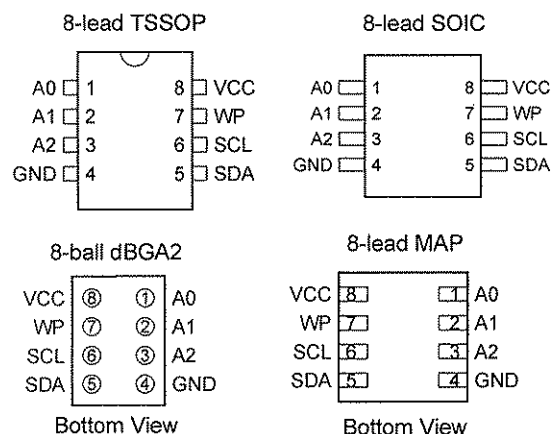 8-lead TSSOP
A0 1 8 VCC
A1 2 7 WP
A2 3 6 SCL
GND 4 5 SDA
8-lead SOIC
A0 1 8 VCC
A1 2 7 WP
A2 3 6 SCL
GND 4 5 SDA
8-ball dBGA2
VCC 8 1 A0
WP 7 2 A1
SCL 6 3 A2
SDA 5 4 GND
Bottom View
8-lead MAP
VCC 8 1 A0
WP 7 2 A1
SCL 6 3 A2
SDA 5 4 GND
Bottom View